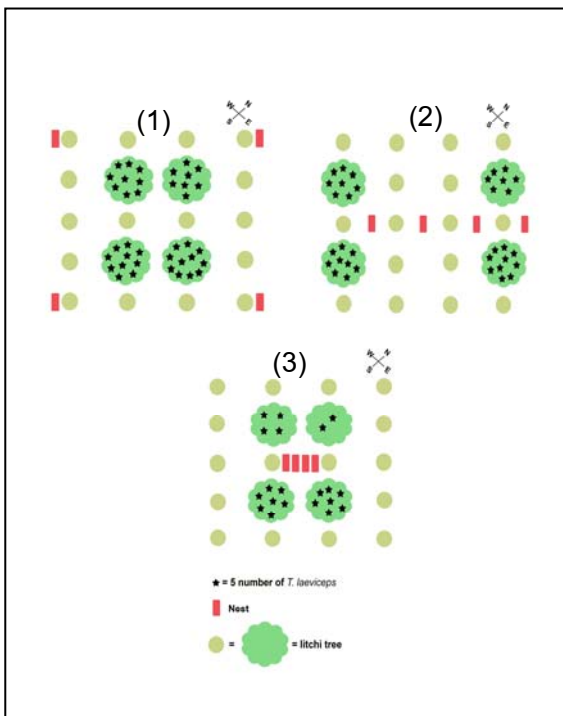 (1)
W N
S E
(2)
W N
S E
(3)
W N
S E
★ = 5 number of T. laeviceps
Nest
= = litchi tree